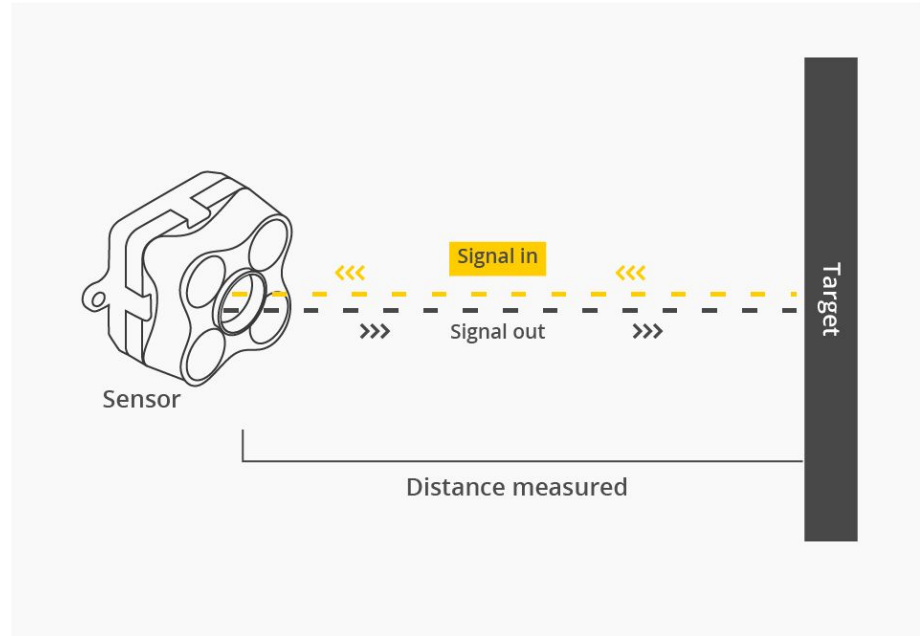 Signal in
Signal out
Target
Sensor
Distance measured